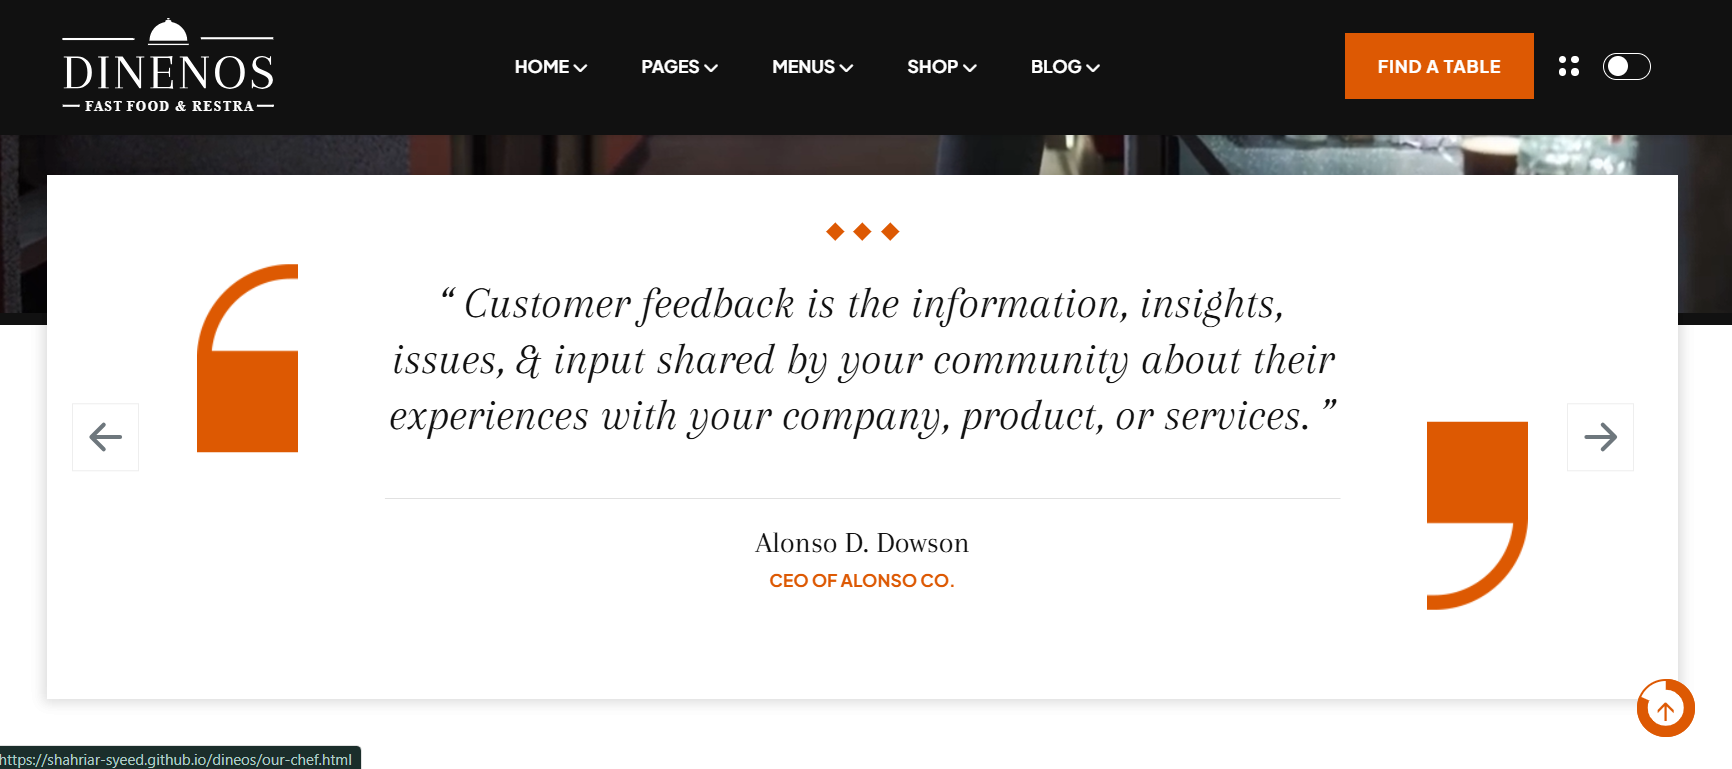 DINENOS
FAST FOOD & RESTRA
HOME
PAGES
MENUS
SHOP
BLOG
FIND A TABLE
“ Customer feedback is the information, insights,
issues, & input shared by your community about their
experiences with your company, product, or services. ”
Alonso D. Dowson
CEO OF ALONSO CO.
https://shahriar-syeed.github.io/dineos/our-chef.html